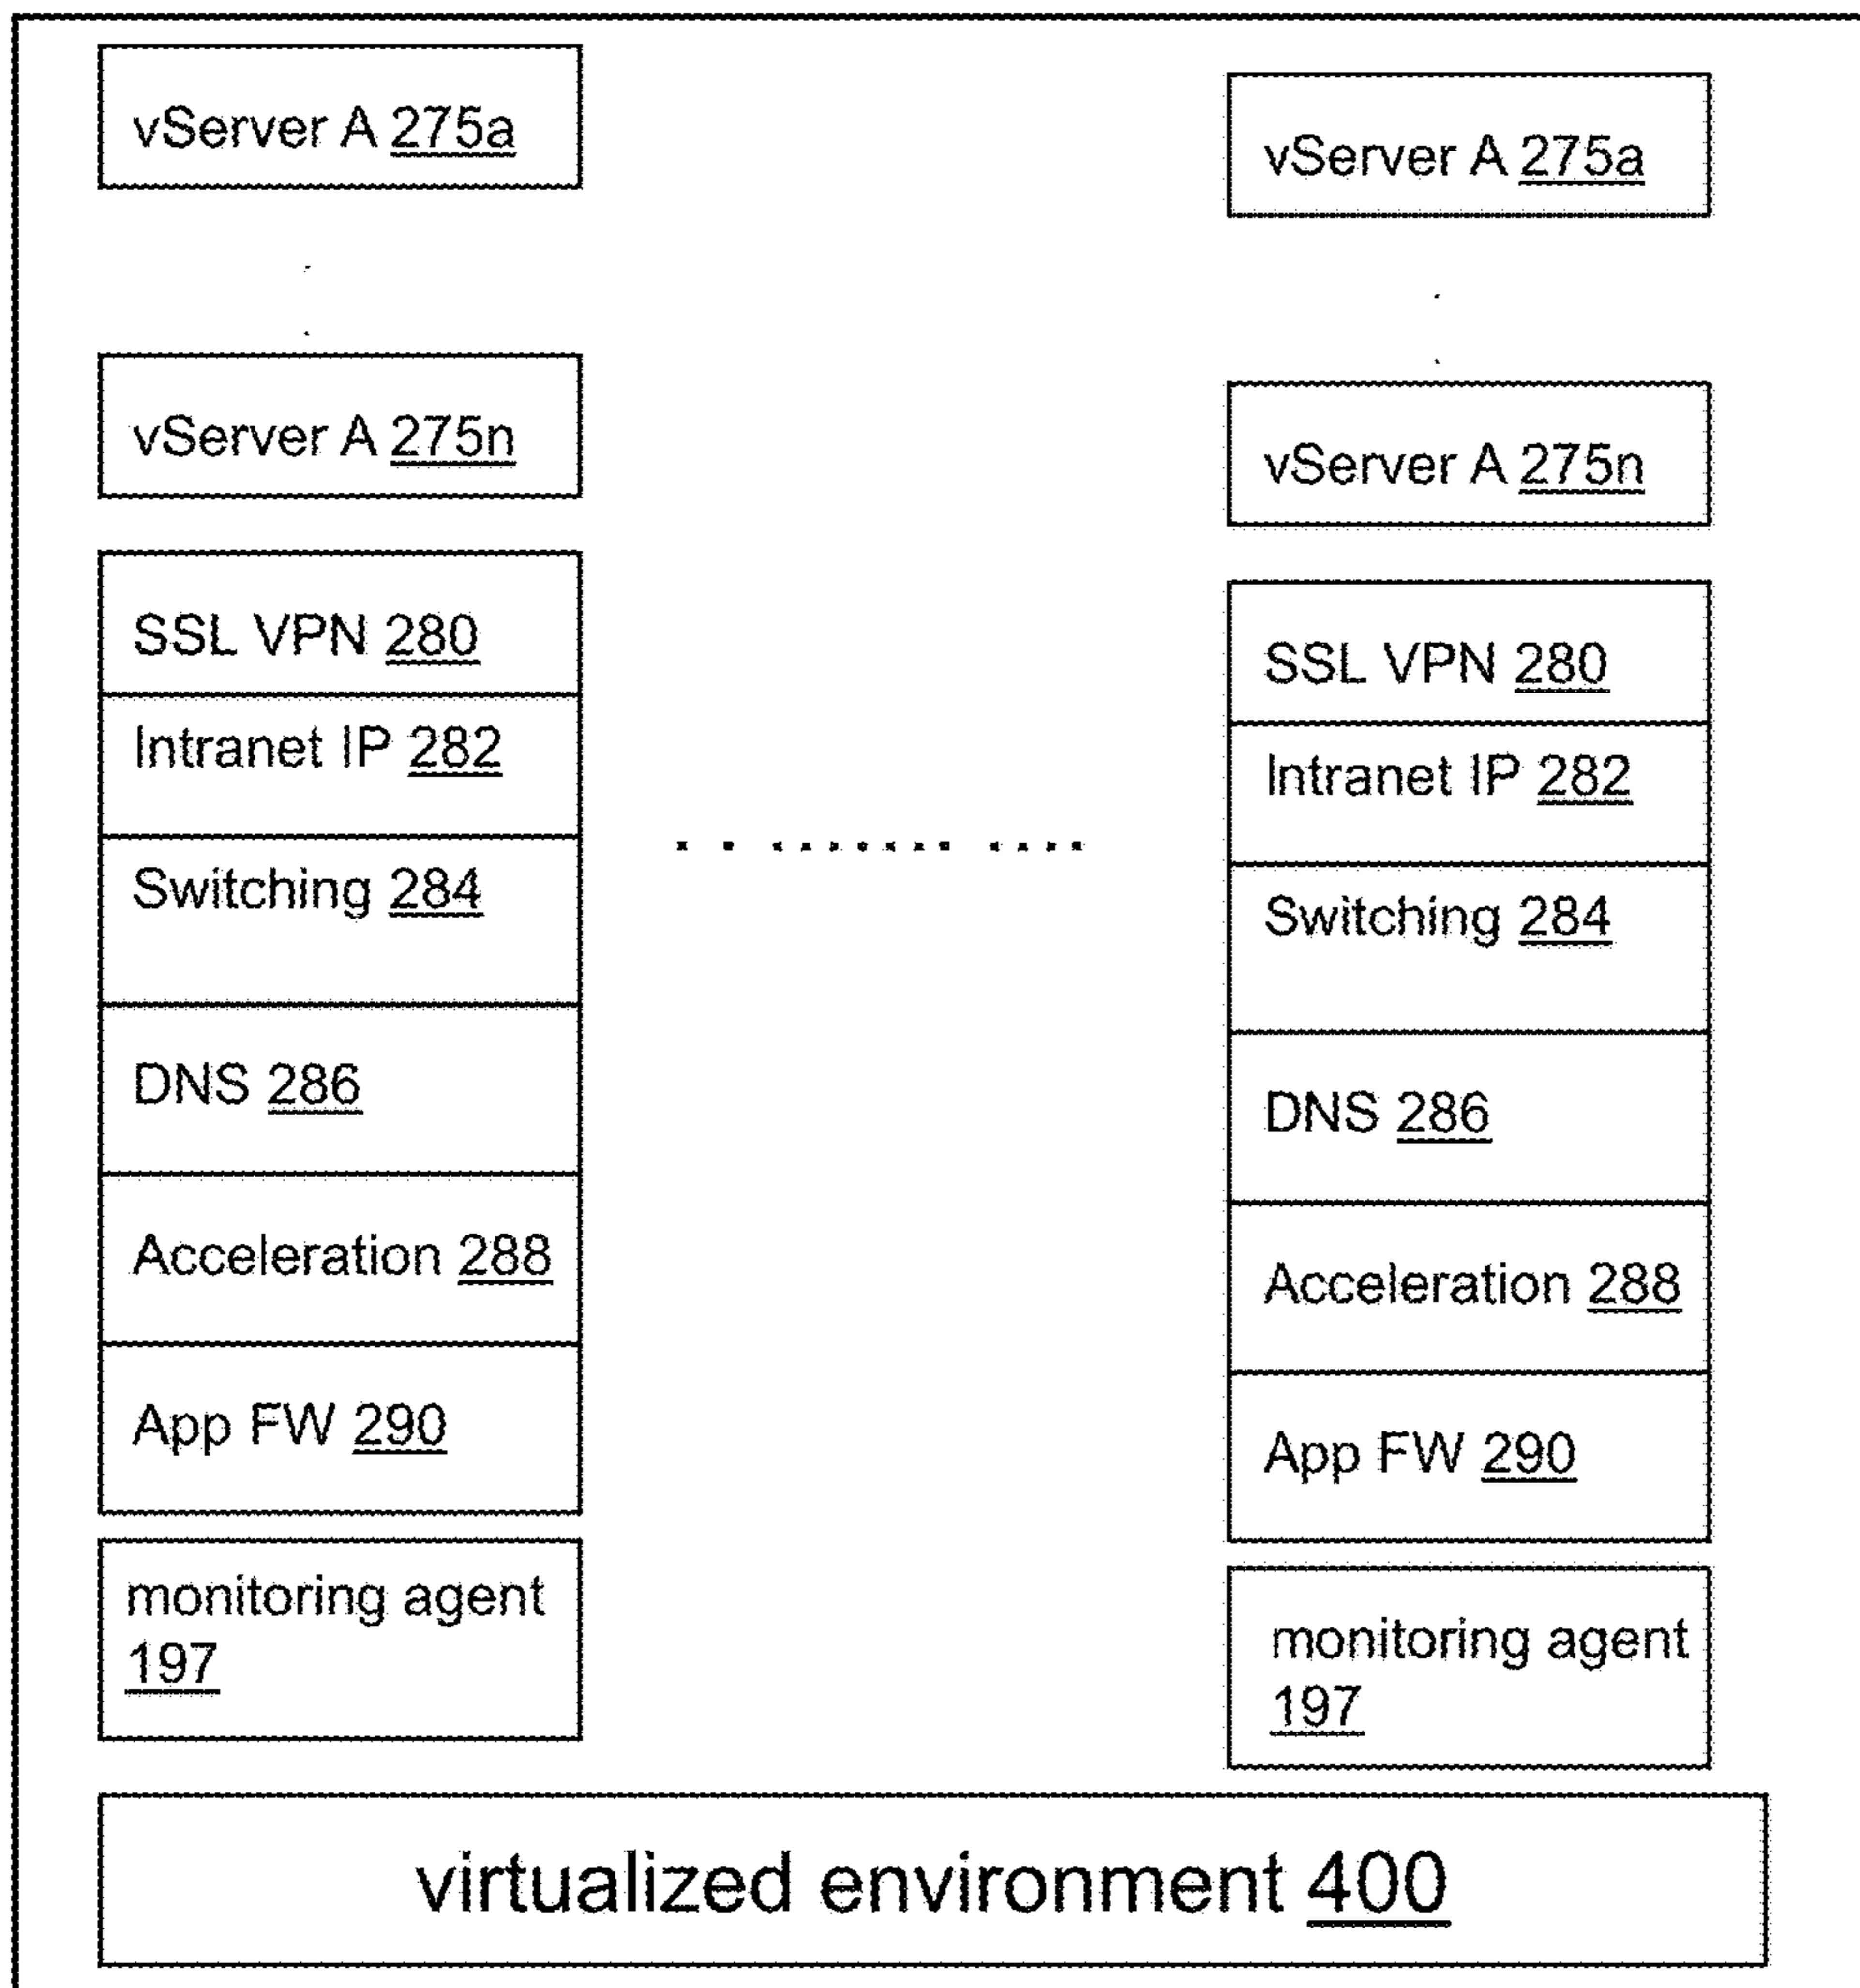 vServer A 275a
vServer A 275n
SSL VPN 280
Intranet IP 282
Switching 284
DNS 286
Acceleration 288
App FW 290
monitoring agent
197
vServer A 275a
vServer A 275n
SSL VPN 280
Intranet IP 282
Switching 284
DNS 286
Acceleration 288
App FW 290
monitoring agent
197
virtualized environment 400